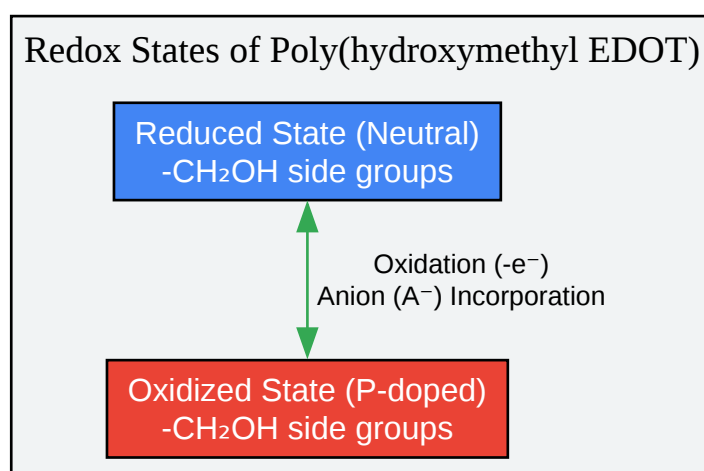 Redox States of Poly(hydroxymethyl EDOT)
Reduced State (Neutral)
-CH₂OH side groups
Oxidation (-e⁻)
Anion (A⁻) Incorporation
Oxidized State (P-doped)
-CH₂OH side groups